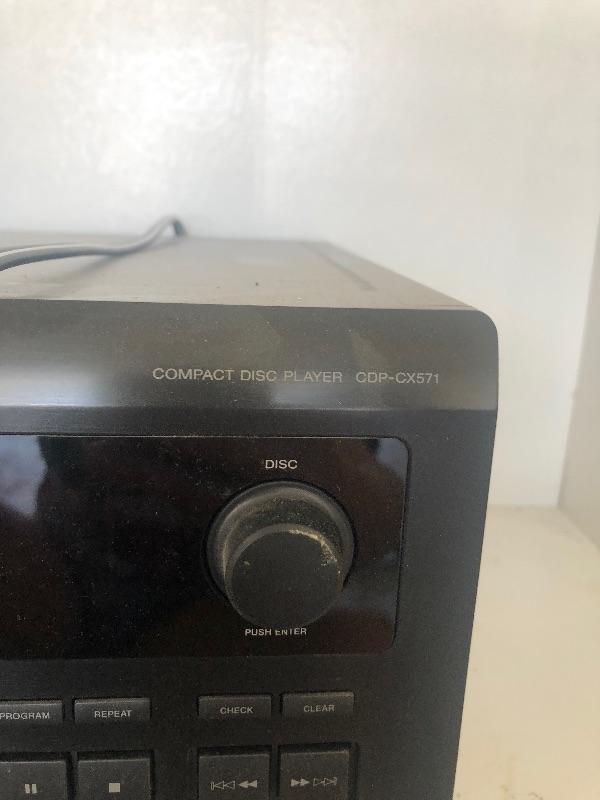 COMPACT DISC PLAYER CDP-CX571
DISC
PUSH ENTER
PROGRAM REPEAT CHECK CLEAR